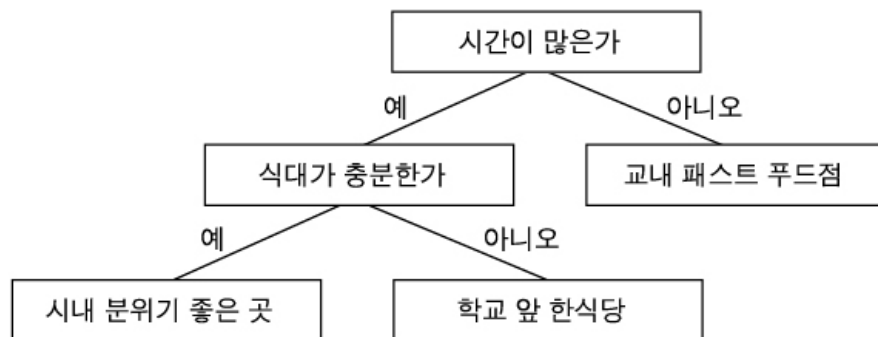 시간이 많은가
예
아니오
식대가 충분한가
교내 패스트 푸드점
예
아니오
시내 분위기 좋은 곳
학교 앞 한식당